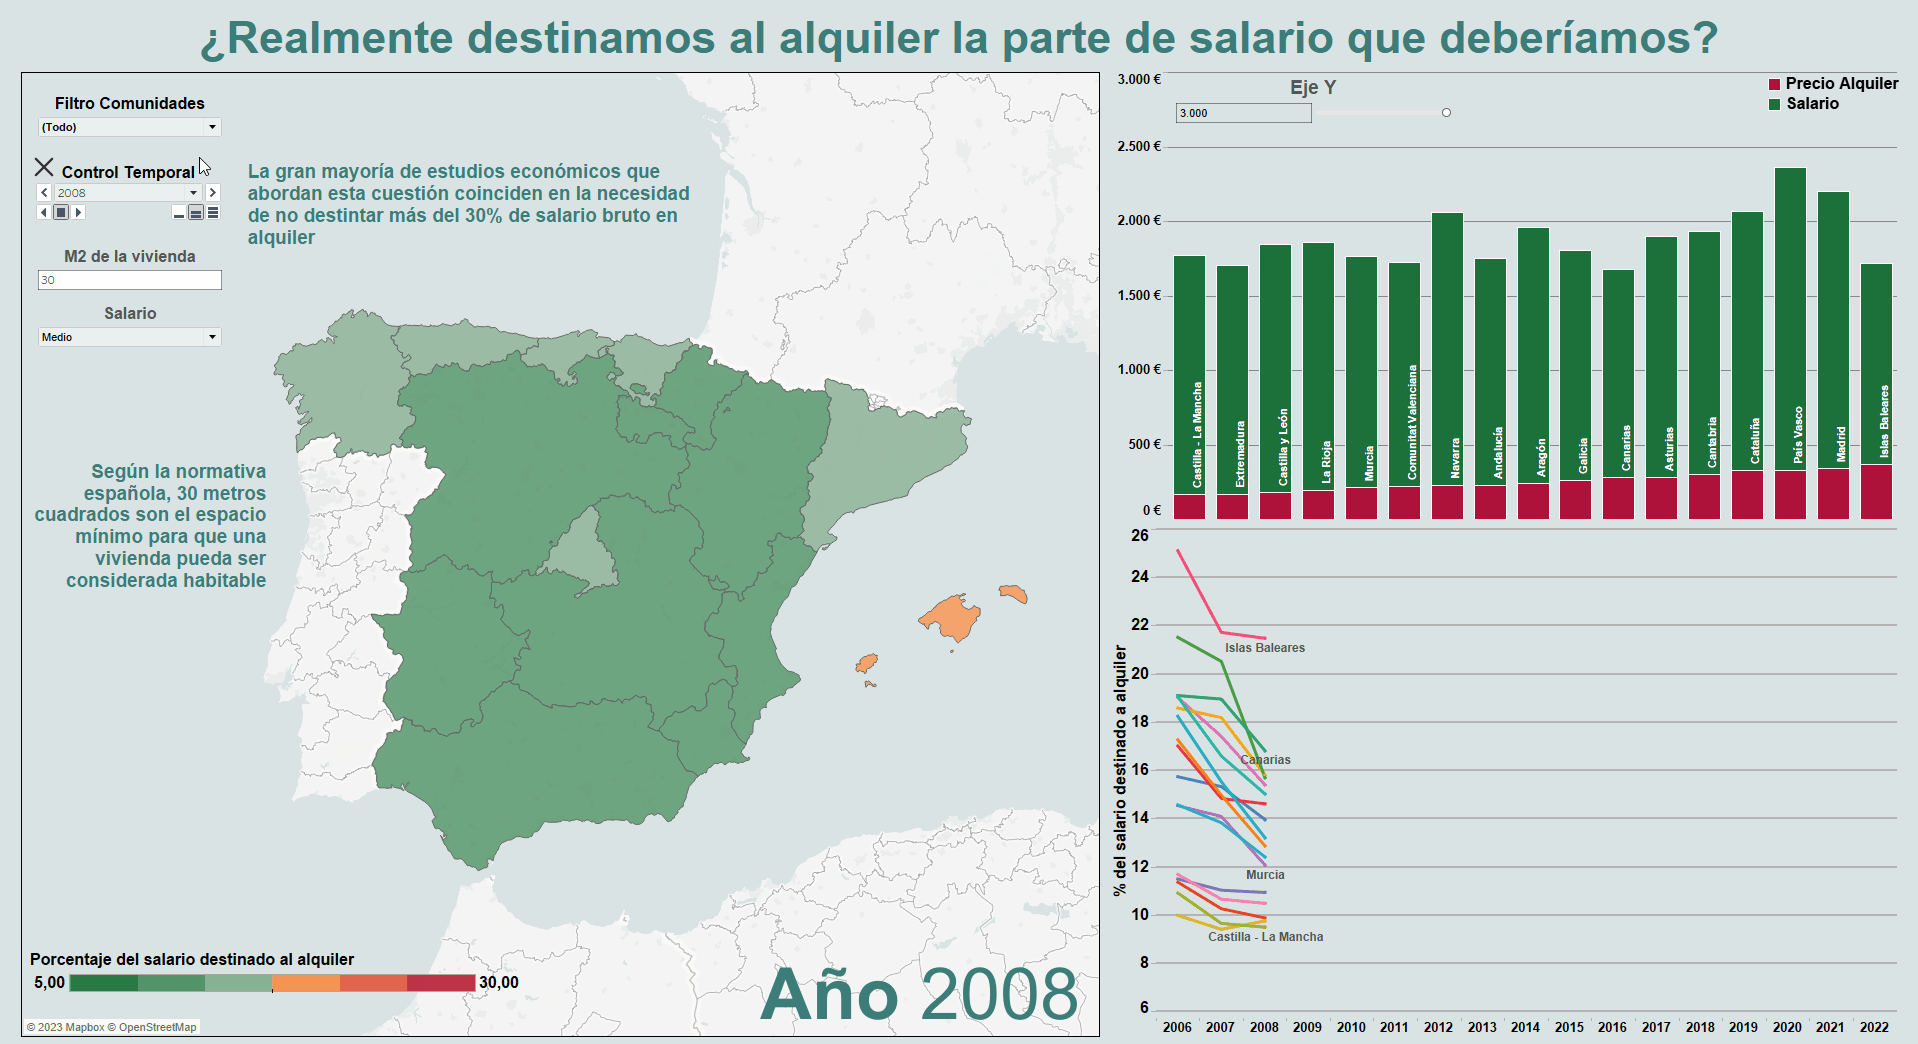 ¿Realmente destinamos al alquiler la parte de salario que deberíamos?
Filtro Comunidades
(Todo)
Control Temporal
2008
M2 de la vivienda
30
Salario
Medio
La gran mayoría de estudios económicos que
abordan esta cuestión coinciden en la necesidad
de no destintar más del 30% de salario bruto en
alquiler
Según la normativa
española, 30 metros
cuadrados son el espacio
mínimo para que una
vivienda pueda ser
considerada habitable
Porcentaje del salario destinado al alquiler
5,00
30,00
© 2023 Mapbox © OpenStreetMap
Año 2008
Eje Y
3.000
Precio Alquiler
Salario
3.000 €
2.500 €
2.000 €
1.500 €
1.000 €
500 €
0 €
Castilla - La Mancha
Extremadura
Castilla y León
La Rioja
Murcia
Comunitat Valenciana
Navarra
Andalucía
Aragón
Galicia
Canarias
Asturias
Cantabria
Cataluña
País Vasco
Madrid
Islas Baleares
% del salario destinado a alquiler
26
24
22
20
18
16
14
12
10
8
6
Islas Baleares
Canarias
Murcia
Castilla - La Mancha
2006 2007 2008 2009 2010 2011 2012 2013 2014 2015 2016 2017 2018 2019 2020 2021 2022